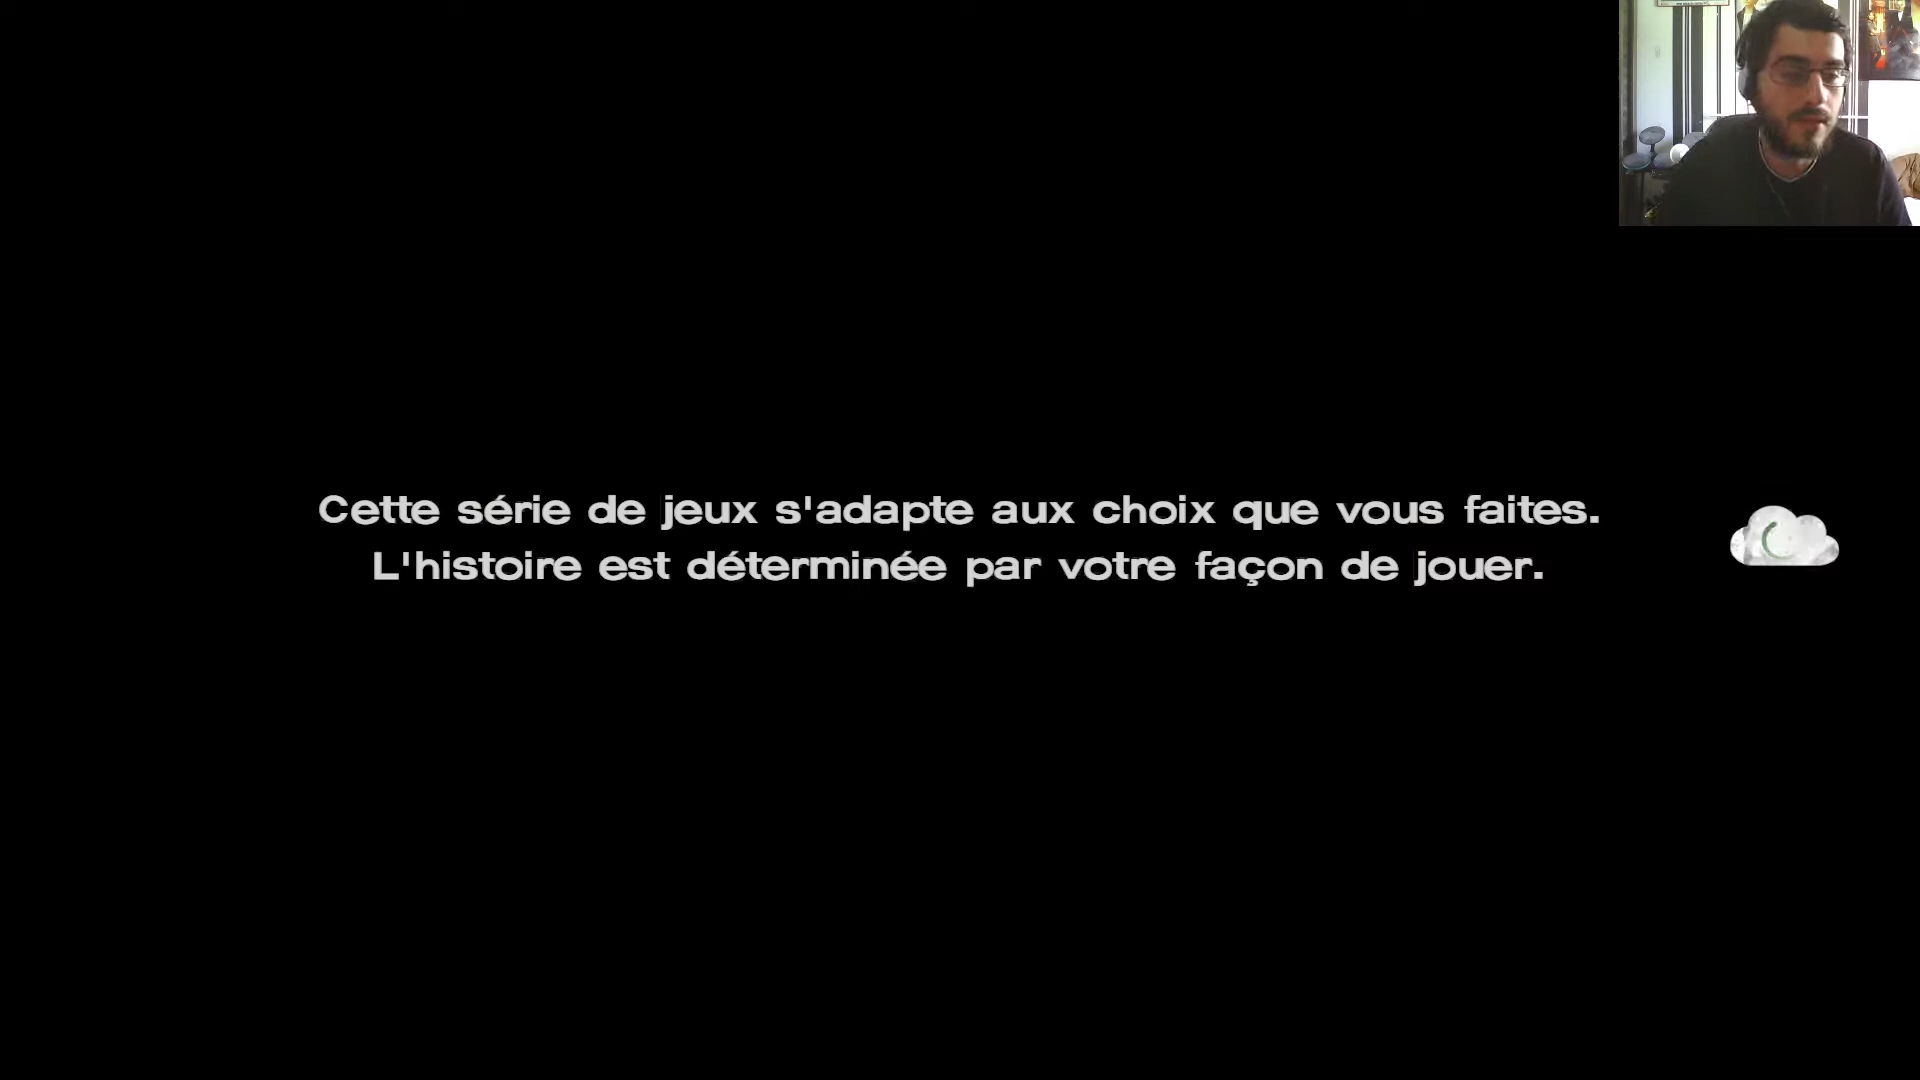 Cette série de jeux s'adapte aux choix que vous faites.
L'histoire est déterminée par votre façon de jouer.